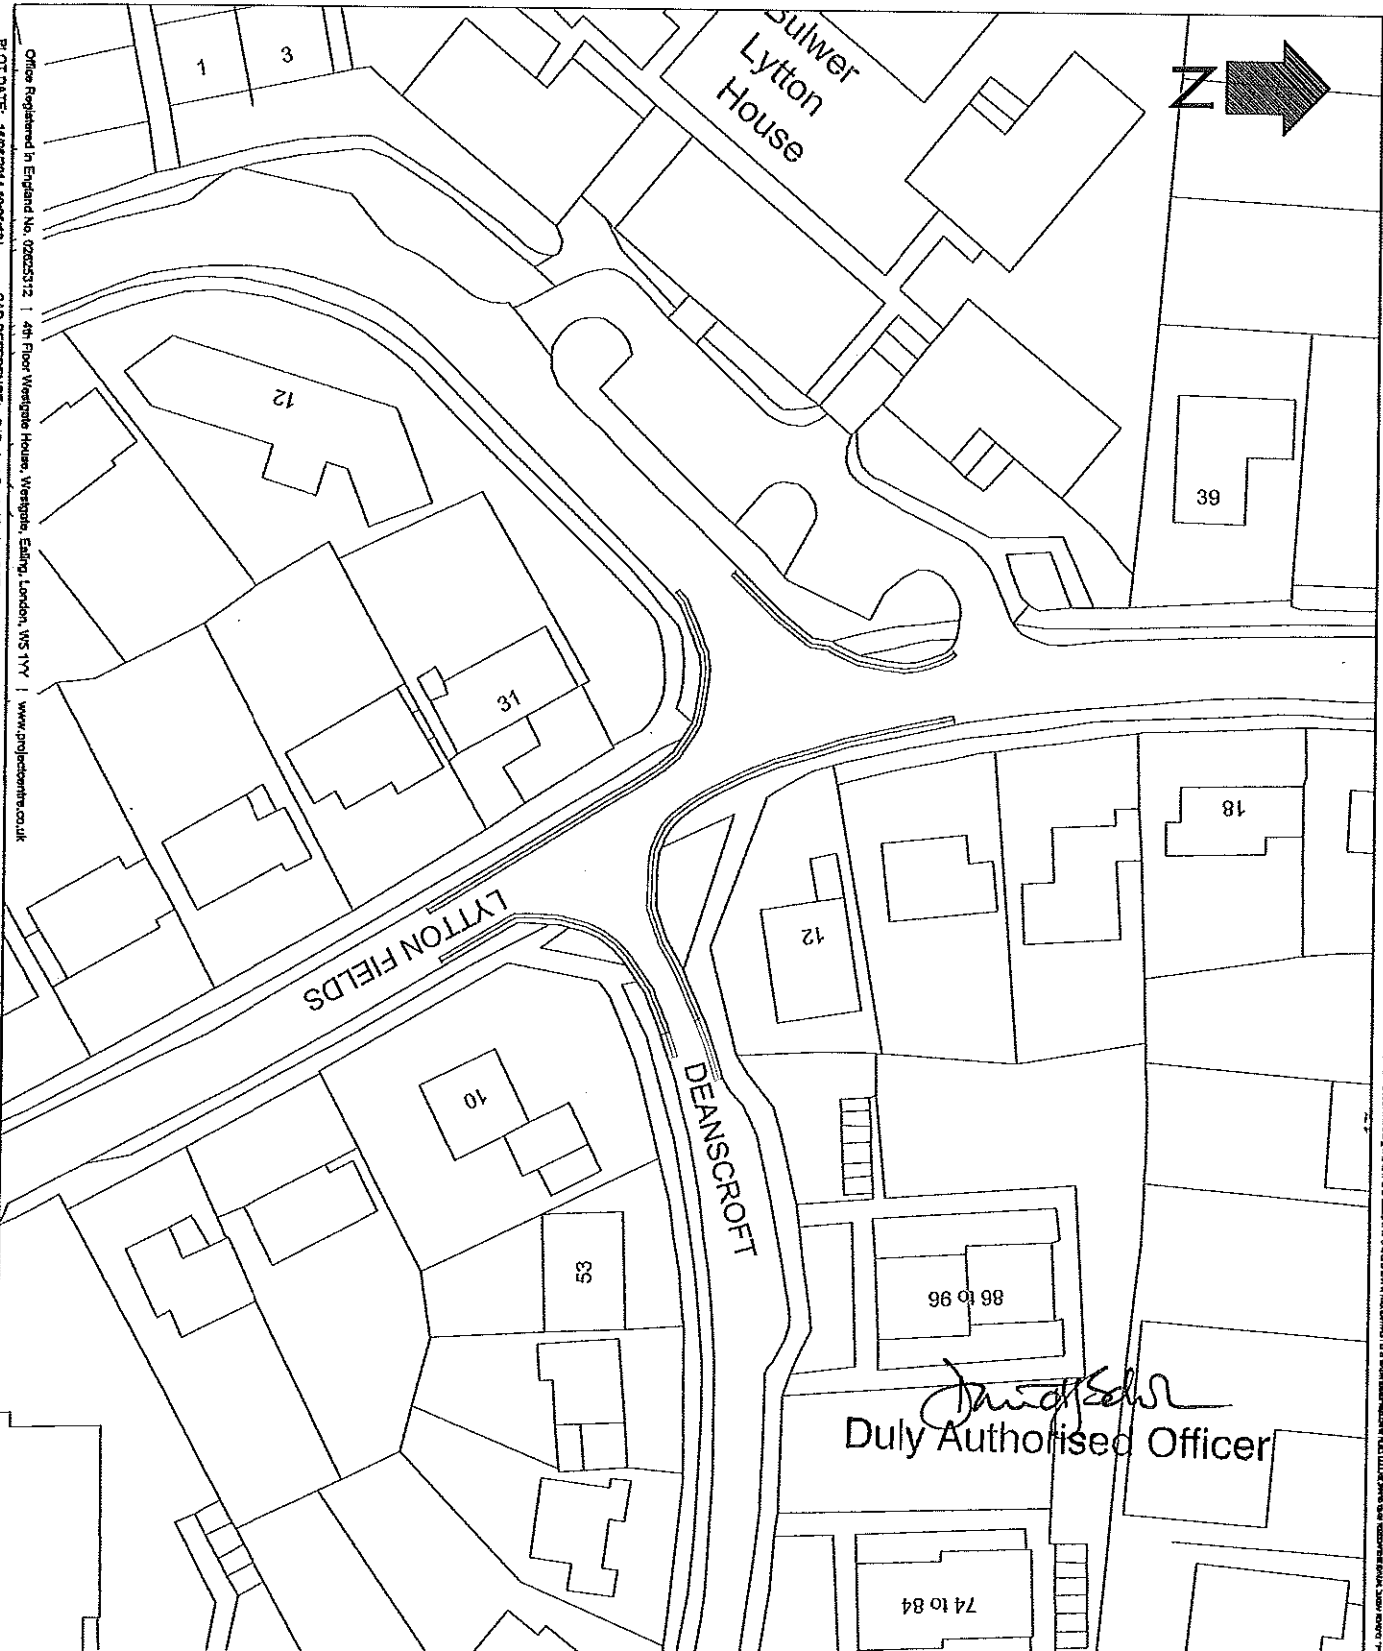 Bulwer
Lytton
House
N
1
3
12
39
31
18
12
LYTTON FIELDS
10
DEANSCROFT
53
86 to 96
Duly Authorised Officer
74 to 84
Office Registered in England No. 02625312 | 4th Floor Westgate House, Westgate, Ealing, London, W5 1YY | www.projectcentre.co.uk
PLOT DATE: